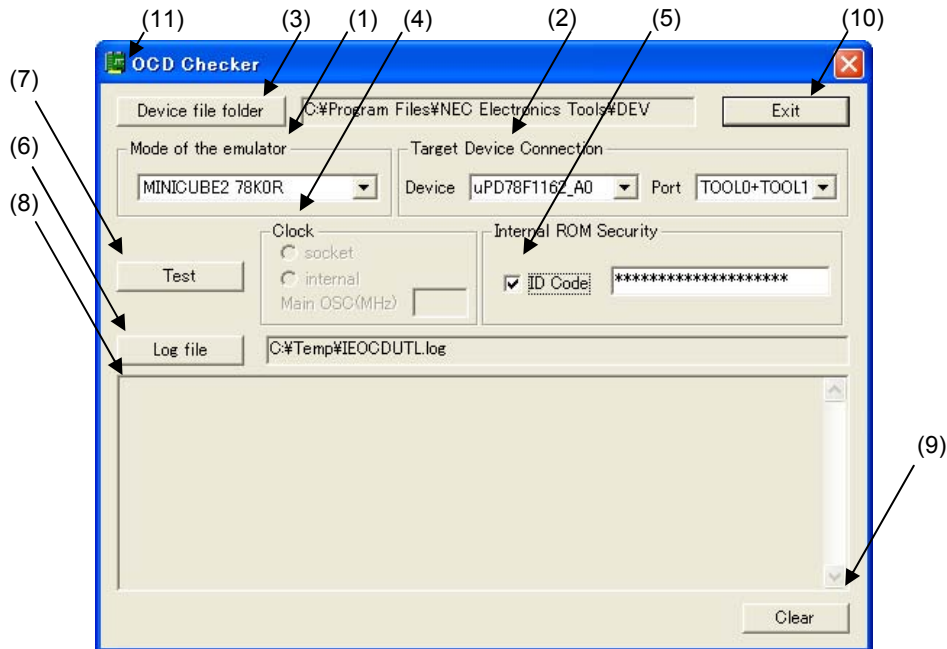 (11) (3) (1) (4) (2) (5) (10)
OCD Checker
(7)
Device file folder C:¥Program Files¥NEC Electronics Tools¥DEV Exit
(6)
Mode of the emulator Target Device Connection
MINICUBE2 78K0R Device uPD78F1162_A0 Port TOOL0+TOOL1
(8)
Clock Internal ROM Security
socket
Test internal ID Code ********************
Main OSC(MHz)
Log file C:¥Temp¥IEOCDUTL.log
(9)
Clear